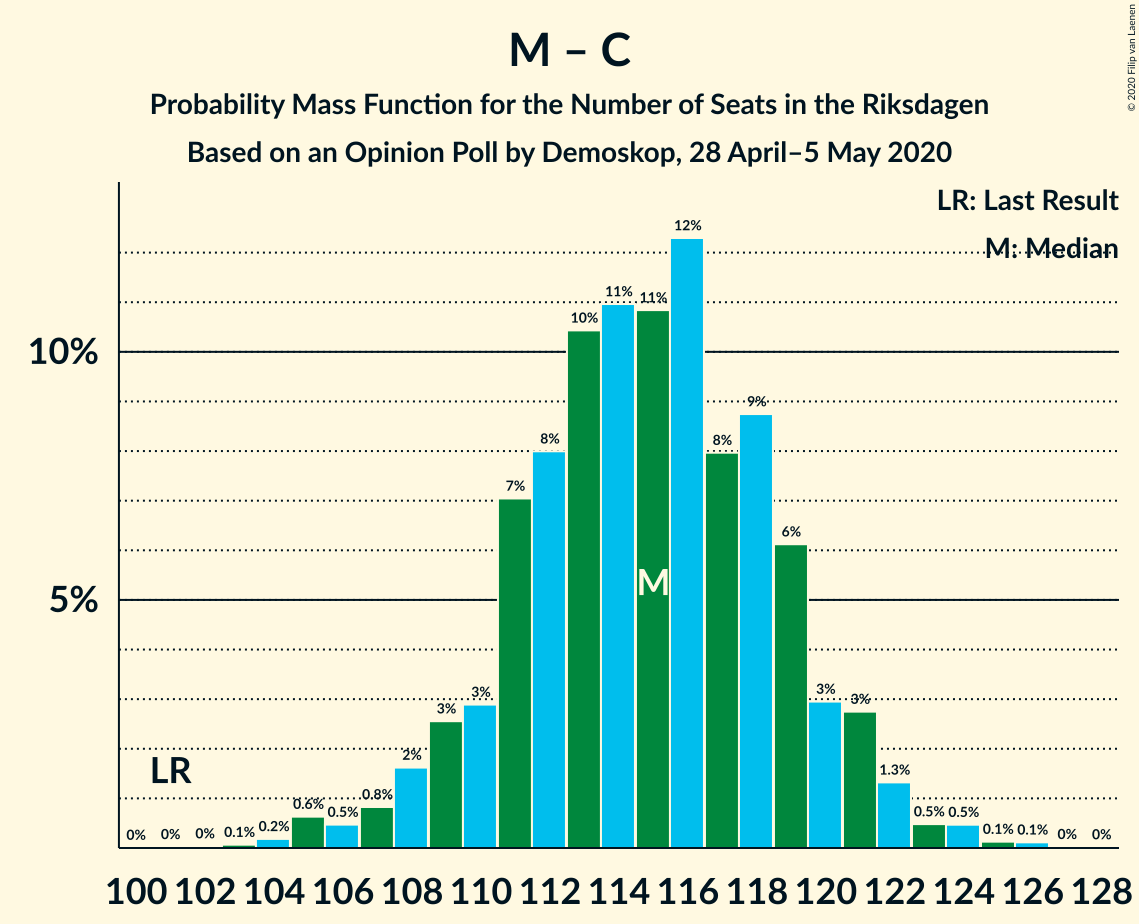 M – C
Probability Mass Function for the Number of Seats in the Riksdagen
Based on an Opinion Poll by Demoskop, 28 April–5 May 2020
© 2020 Filip van Laenen
LR: Last Result
M: Median
10%
5%
LR
M
0% 0% 0% 0.1% 0.2% 0.6% 0.5% 0.8% 2% 3% 3% 7% 8% 10% 11% 11% 12% 8% 9% 6% 3% 3% 1.3% 0.5% 0.5% 0.1% 0.1% 0% 0%
100 102 104 106 108 110 112 114 116 118 120 122 124 126 128